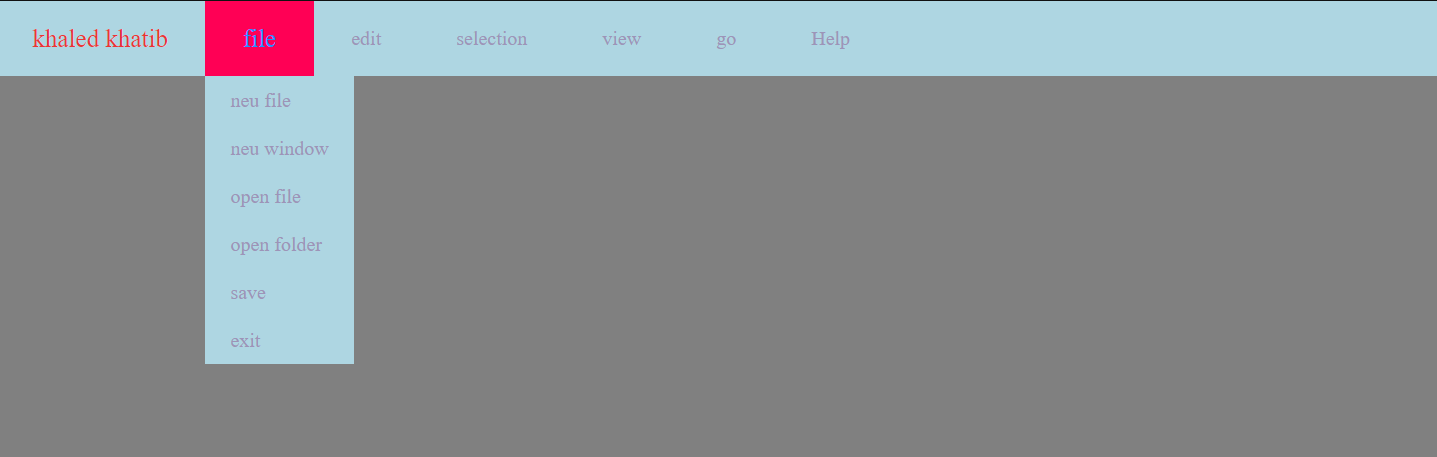 khaled khatib file edit selection view go Help
neu file
neu window
open file
open folder
save
exit